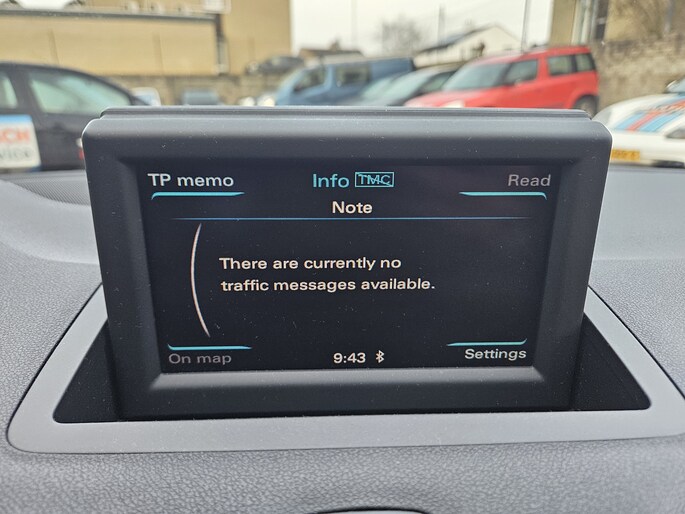 TP memo
Info TMC
Read
Note
There are currently no
traffic messages available.
On map
9:43
Settings